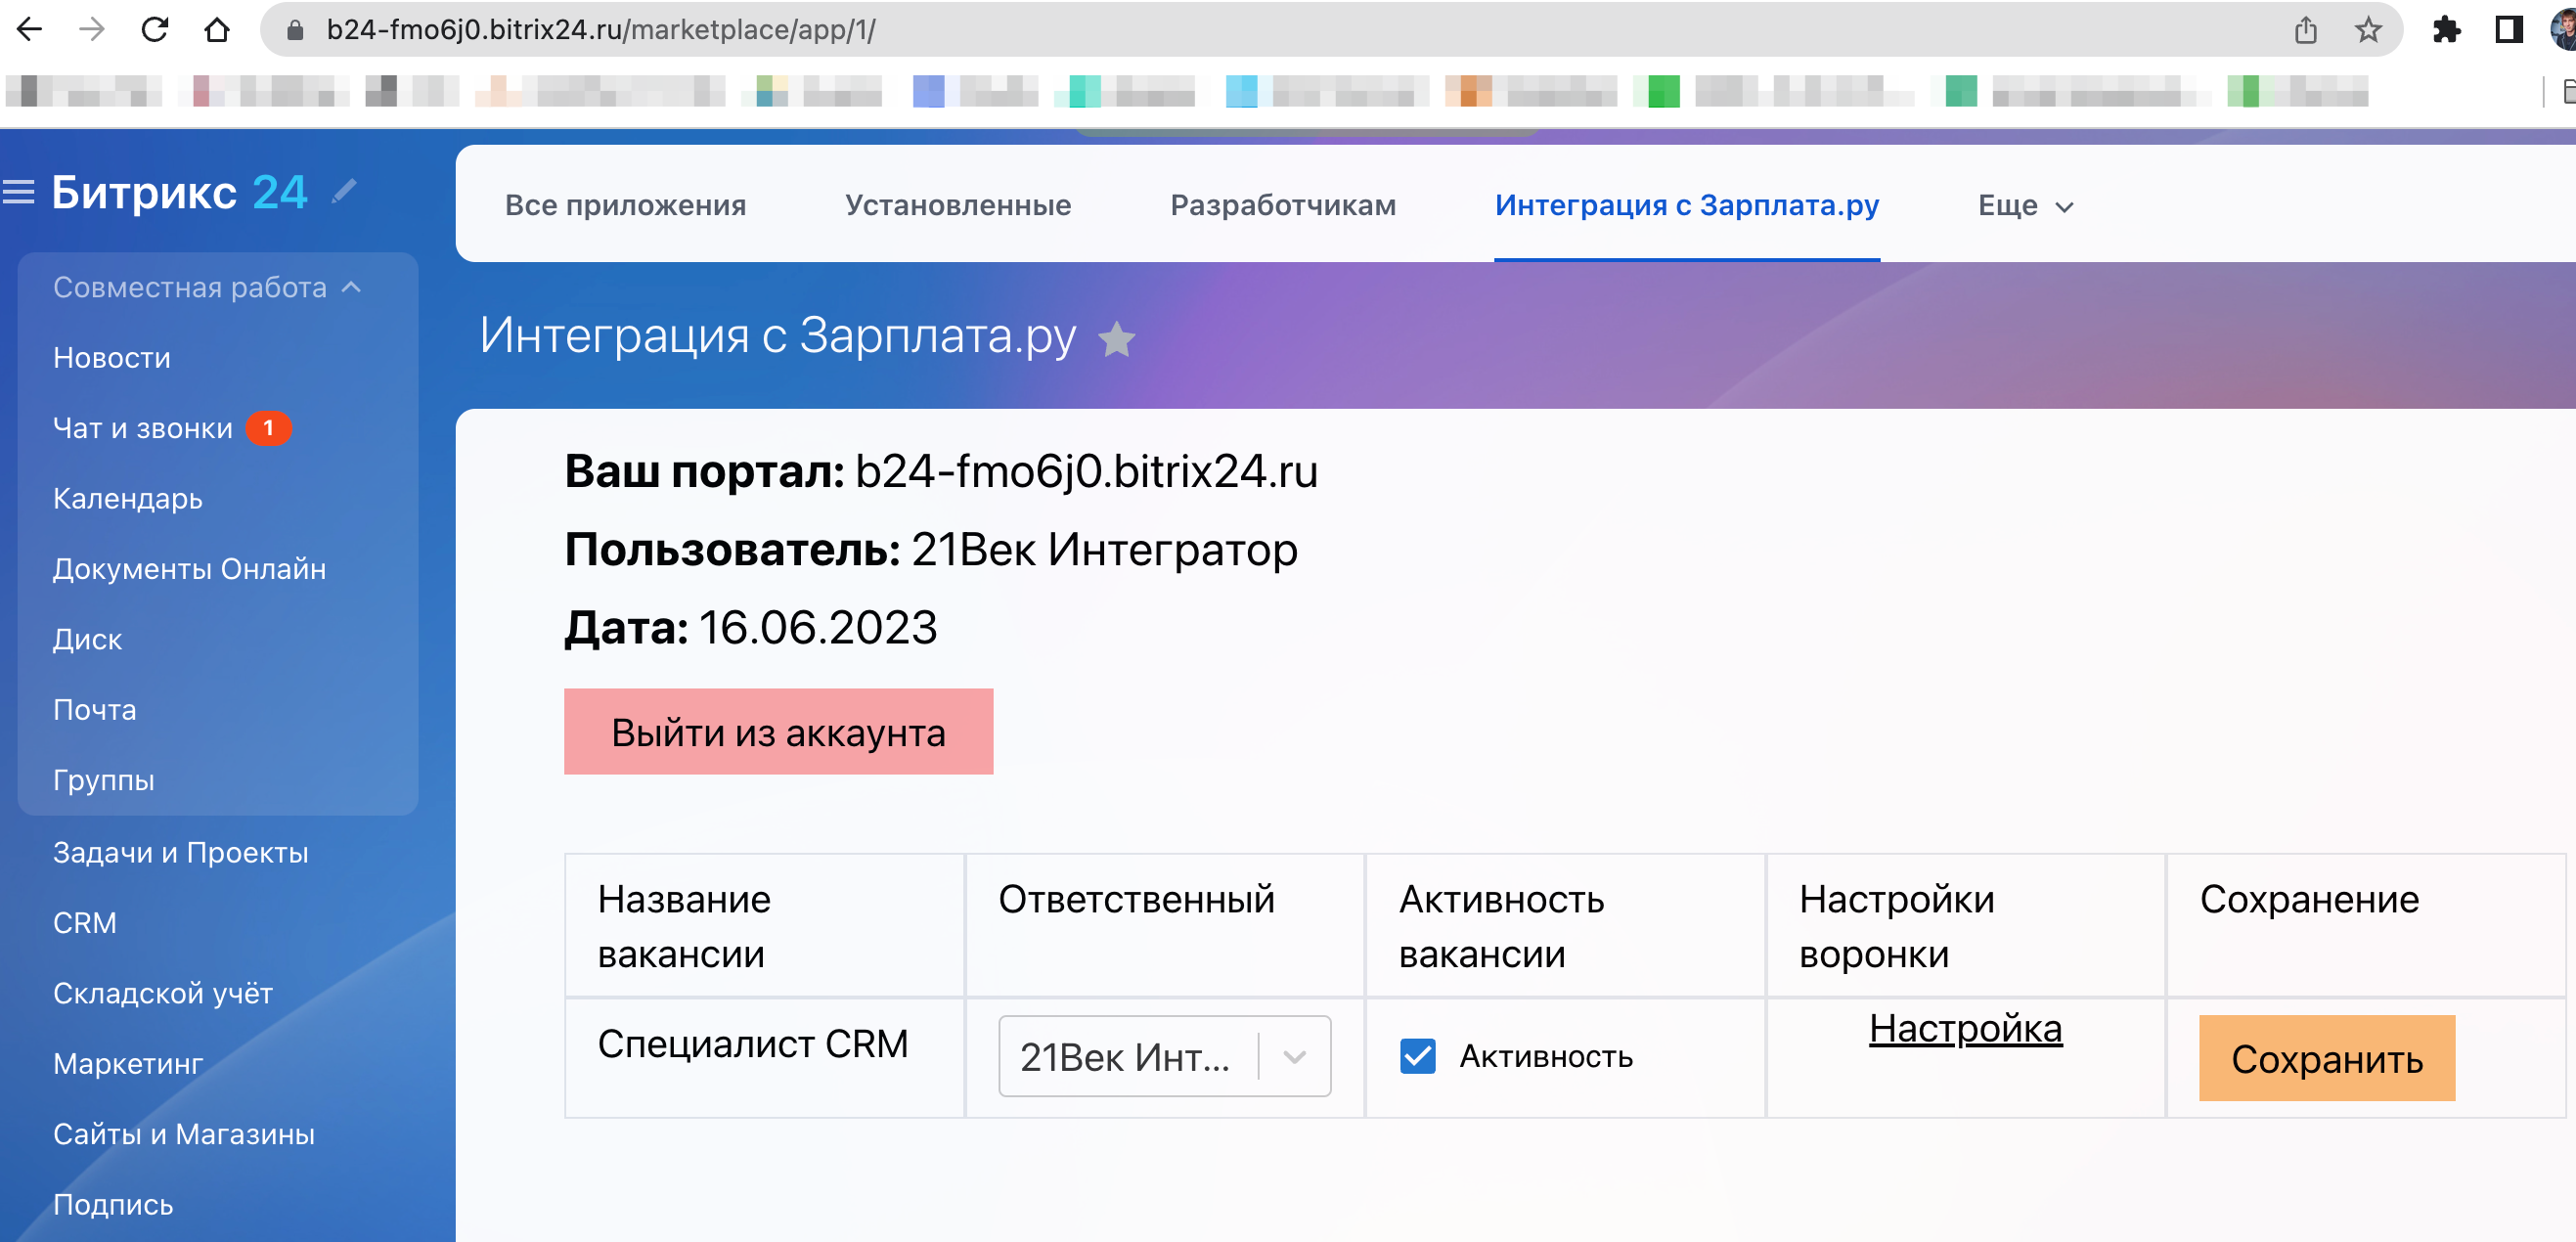 b24-fmo6j0.bitrix24.ru/marketplace/app/1/
Битрикс 24
Все приложения
Установленные
Разработчикам
Интеграция с Зарплата.ру
Еще
Совместная работа
Новости
Чат и звонки 1
Календарь
Документы Онлайн
Диск
Почта
Группы
Задачи и Проекты
CRM
Складской учёт
Маркетинг
Сайты и Магазины
Подпись
Интеграция с Зарплата.ру
Ваш портал: b24-fmo6j0.bitrix24.ru
Пользователь: 21Век Интегратор
Дата: 16.06.2023
Выйти из аккаунта
Название
вакансии
Ответственный
Активность
вакансии
Настройки
воронки
Сохранение
Специалист CRM
21Век Инт...
Активность
Настройка
Сохранить